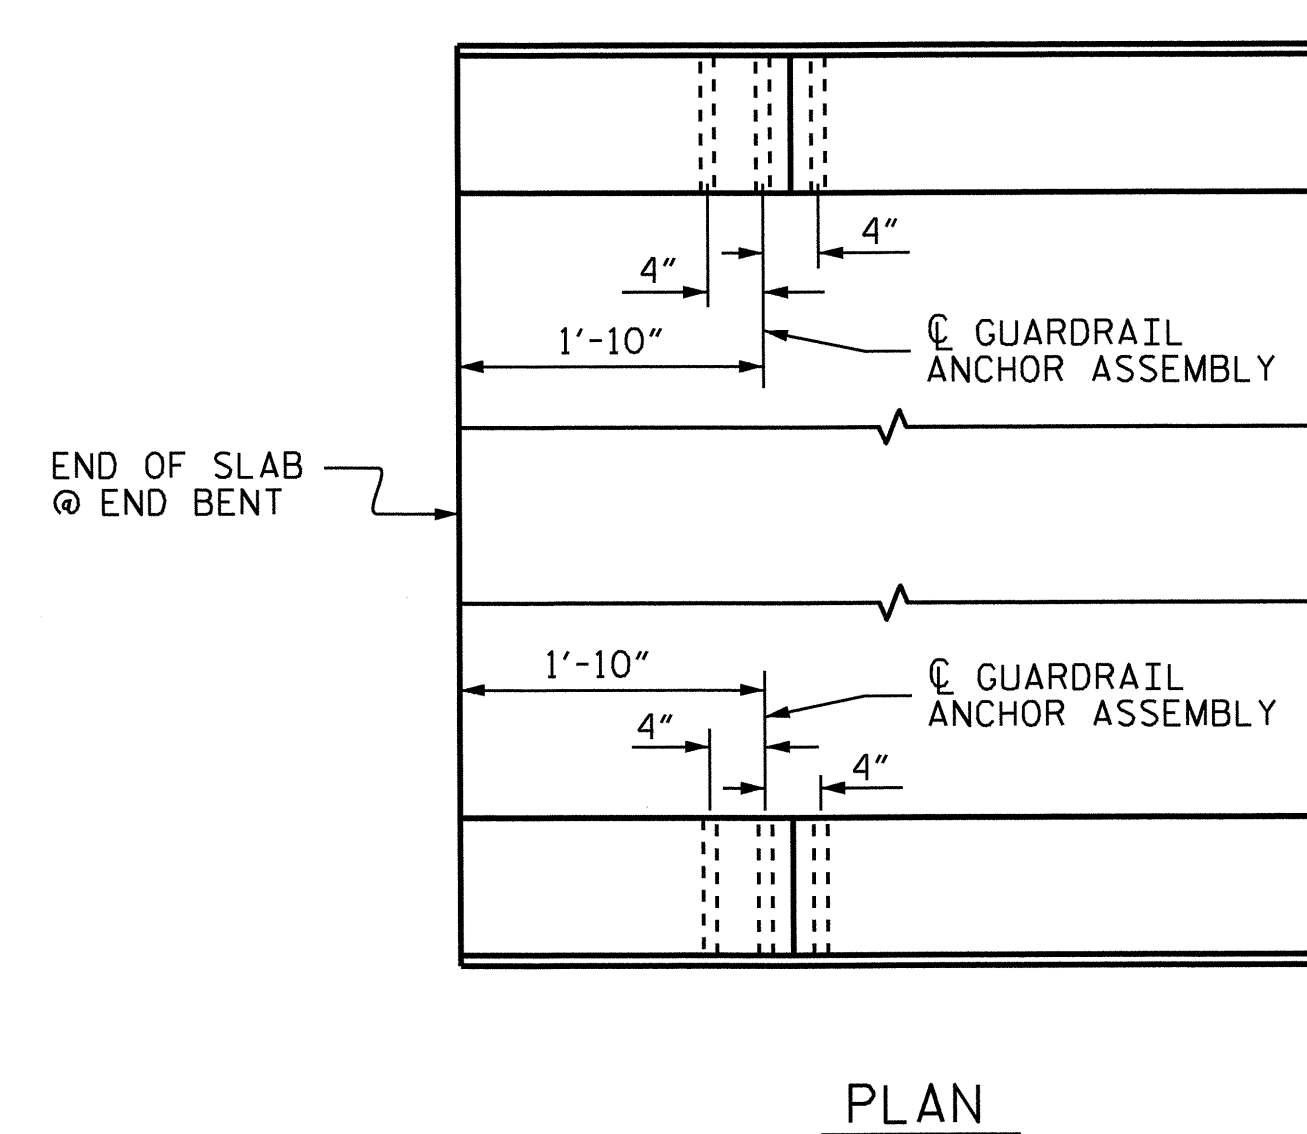 4"
4"
1'-10"
℄ GUARDRAIL
ANCHOR ASSEMBLY
END OF SLAB
@ END BENT
1'-10"
℄ GUARDRAIL
ANCHOR ASSEMBLY
4"
4"
PLAN